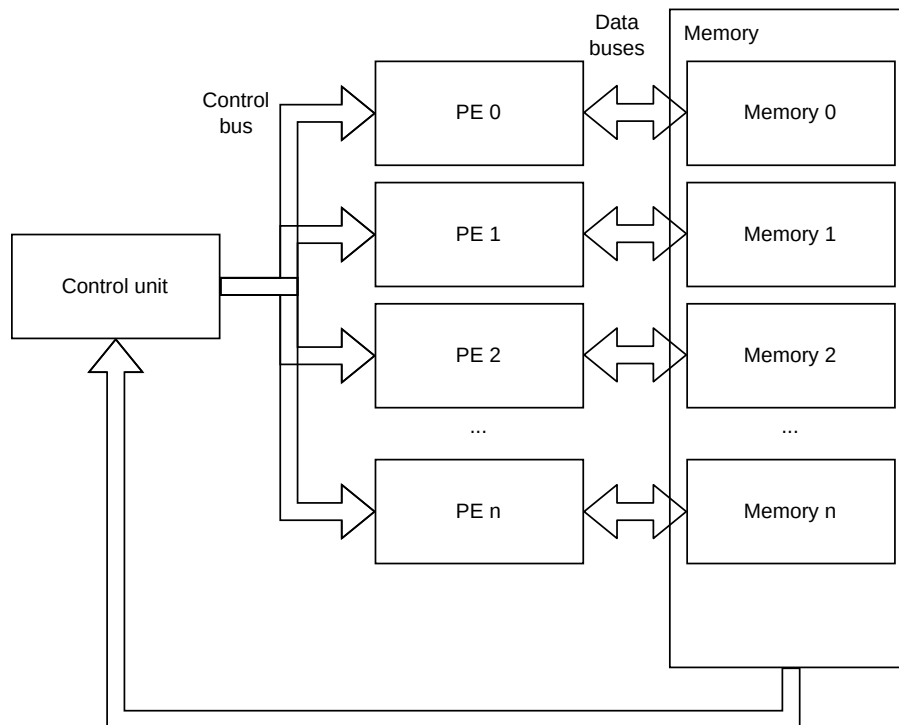 Data
buses
Memory
Control
bus
PE 0
Memory 0
PE 1
Memory 1
Control unit
PE 2
Memory 2
...
...
PE n
Memory n